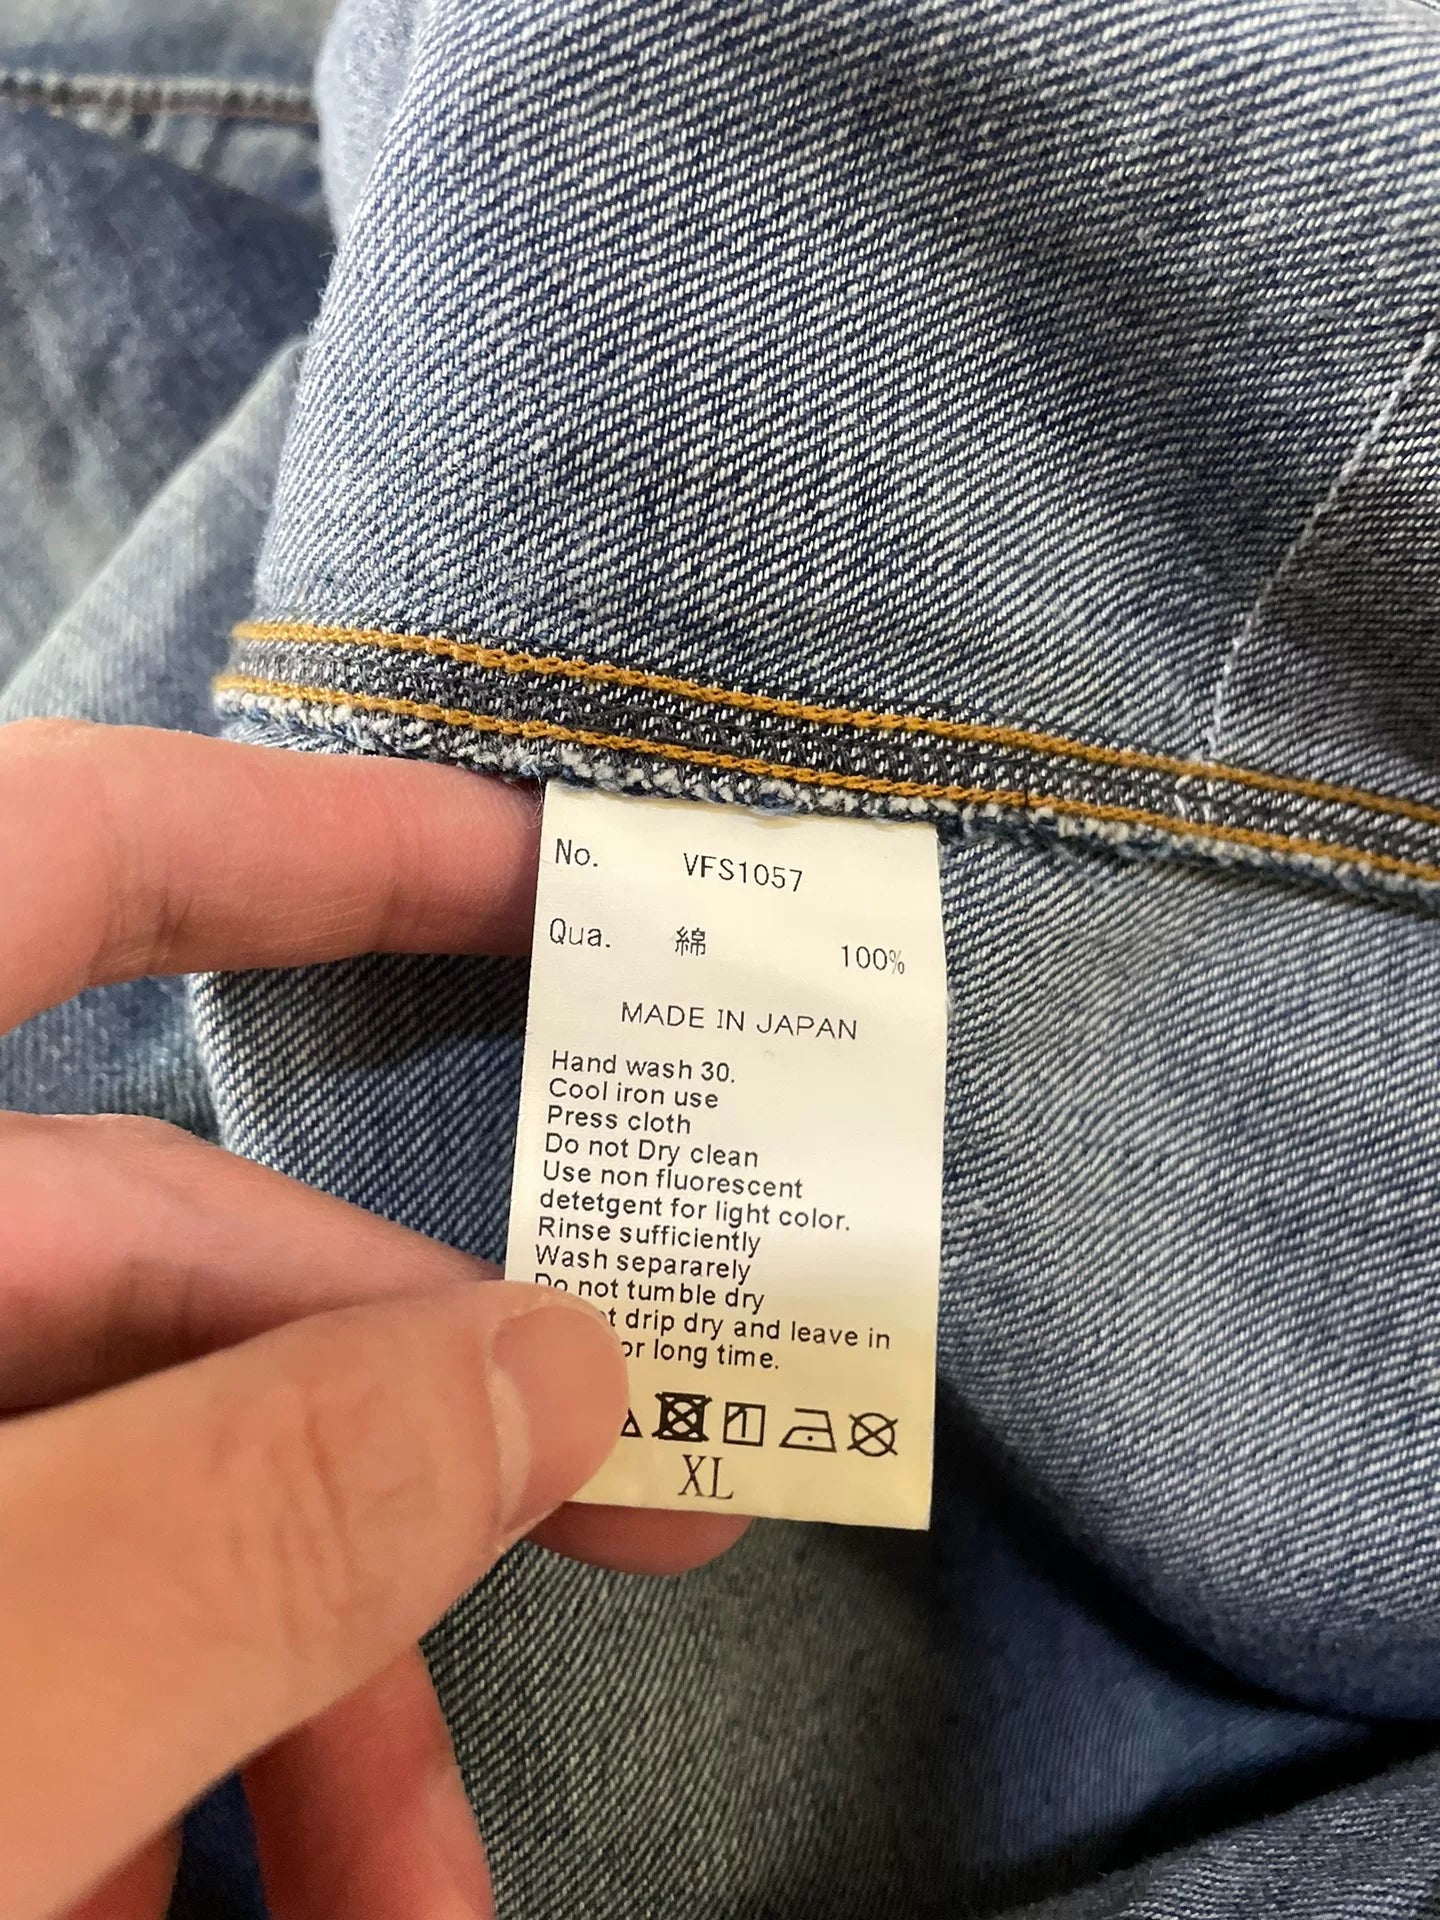 No. VFS1057
Qua. 綿 100%
MADE IN JAPAN
Hand wash 30.
Cool iron use
Press cloth
Do not Dry clean
Use non fluorescent
detetgent for light color.
Rinse sufficiently
Wash separarely
Do not tumble dry
drip dry and leave in
long time.
XL